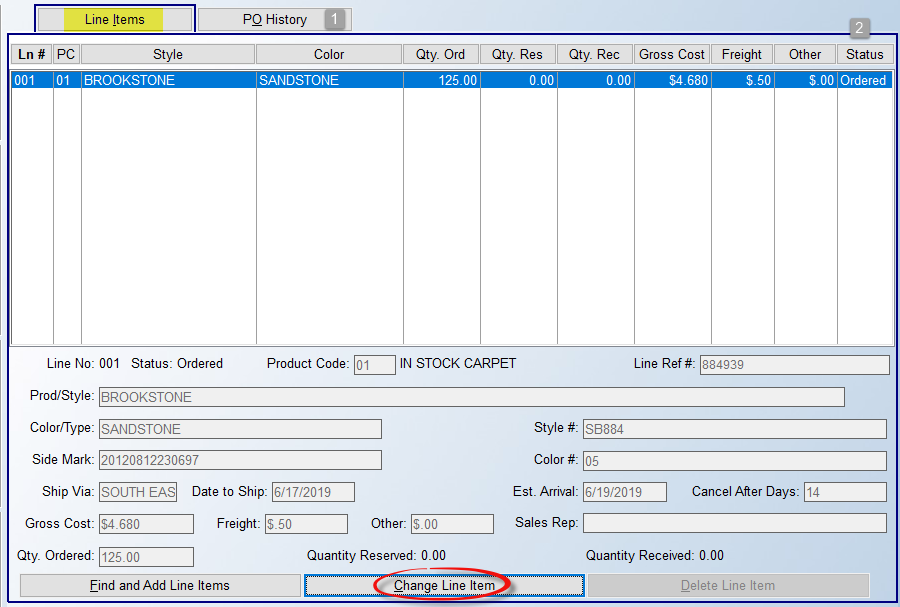 Line Items PO History 1
2
Ln # PC Style Color Qty. Ord Qty. Res Qty. Rec Gross Cost Freight Other Status
001 01 BROOKSTONE SANDSTONE 125.00 0.00 0.00 $4.680 $.50 $.00 Ordered
Line No: 001 Status: Ordered Product Code: 01 IN STOCK CARPET Line Ref #: 884939
Prod/Style: BROOKSTONE
Color/Type: SANDSTONE Style #: SB884
Side Mark: 20120812230697 Color #: 05
Ship Via: SOUTH EAS Date to Ship: 6/17/2019 Est. Arrival: 6/19/2019 Cancel After Days: 14
Gross Cost: $4.680 Freight: $.50 Other: $.00 Sales Rep:
Qty. Ordered: 125.00 Quantity Reserved: 0.00 Quantity Received: 0.00
Find and Add Line Items Change Line Item Delete Line Item